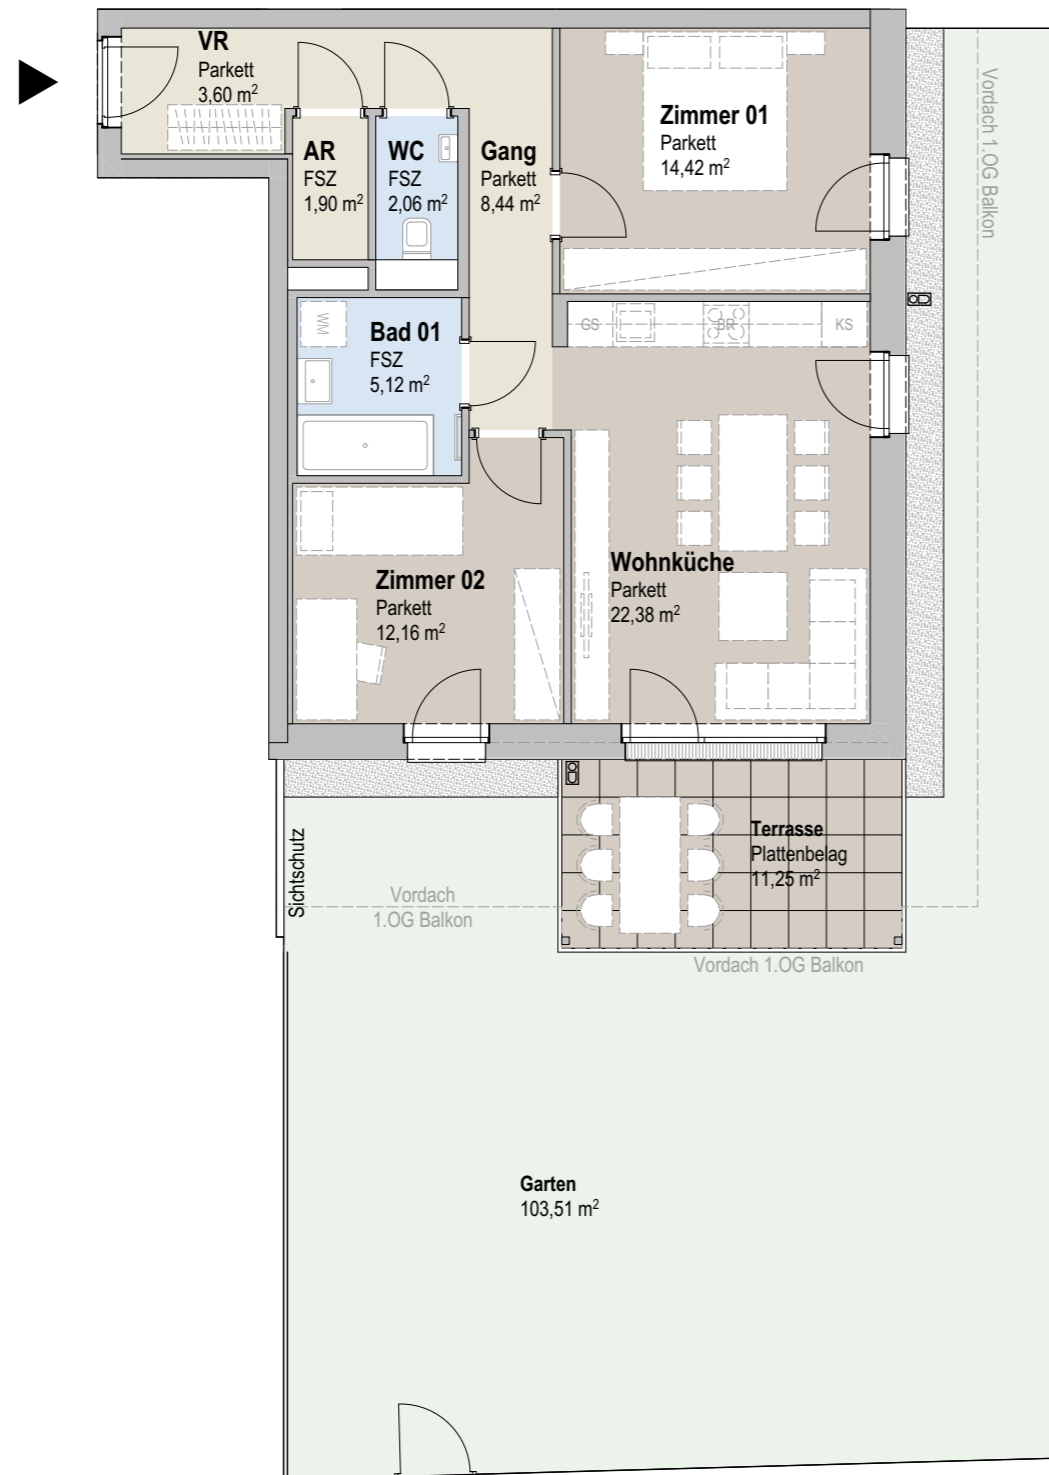 VR
Parkett
3,60 m²
AR
FSZ
1,90 m²
WC
FSZ
2,06 m²
Gang
Parkett
8,44 m²
Zimmer 01
Parkett
14,42 m²
Vordach 1.OG Balkon
WM
Bad 01
FSZ
5,12 m²
GS
BR
KS
Zimmer 02
Parkett
12,16 m²
Wohnküche
Parkett
22,38 m²
Sichtschutz
Vordach
1.OG Balkon
Terrasse
Plattenbelag
11,25 m²
Vordach 1.OG Balkon
Garten
103,51 m²